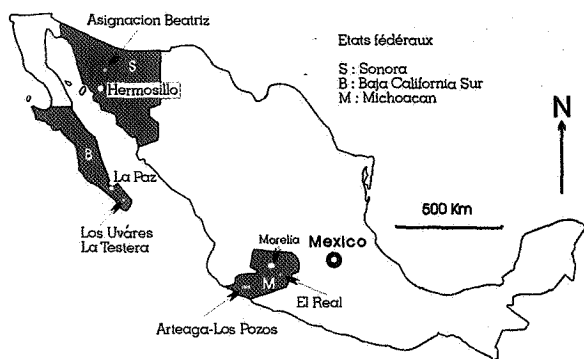 Asignacion Beatriz
Etats fédéraux
S
S : Sonora
B : Baja California Sur
M : Michoacan
Hermosillo
N
B
La Paz
500 Km
Los Uváres
La Testera
Morelia
Mexico
M
El Real
Arteaga-Los Pozos